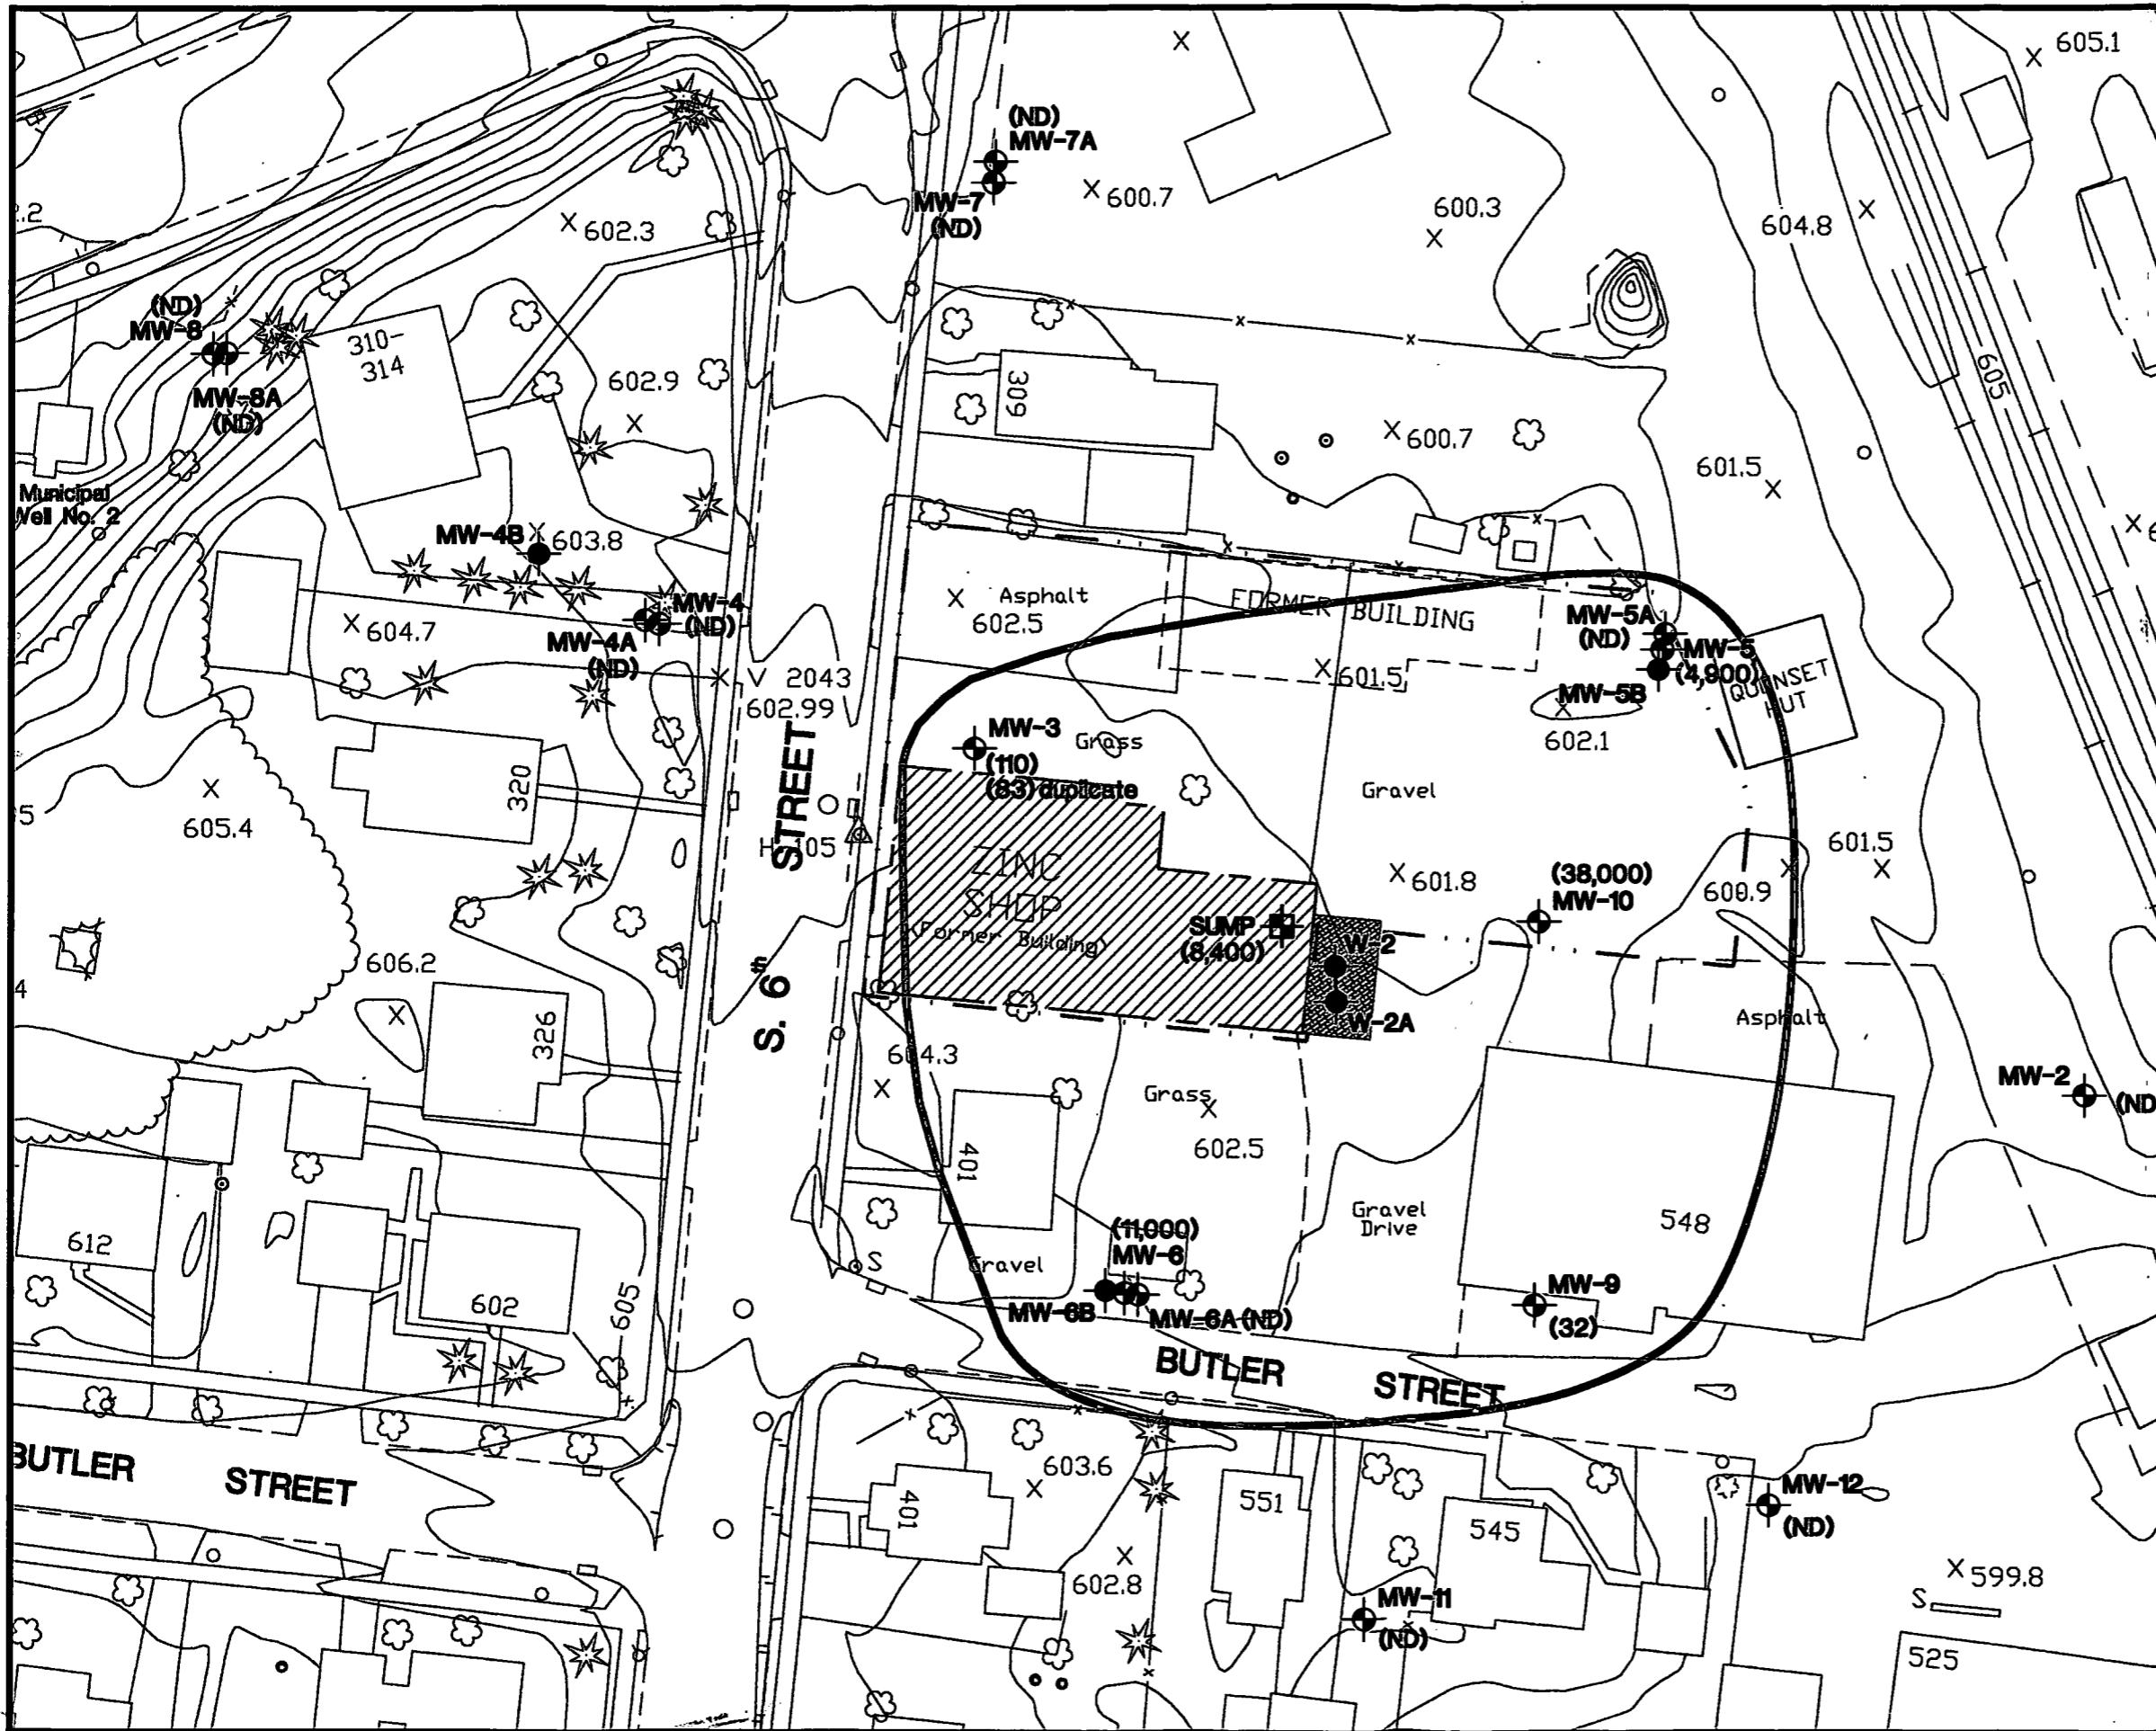 605.1
(ND)
MW-7A
MW-7
(ND)
600.7
600.3
604.8
602.3
(ND)
MW-8
MW-8A
(ND)
310-
314
602.9
309
600.7
605
601.5
Municipal
Well No. 2
MW-4B
603.8
MW-4
(ND)
MW-4A
(ND)
604.7
Asphalt
602.5
FORMER BUILDING
601.5
MW-5A
(ND)
MW-5
(4,900)
MW-5B
QUONSET
HUT
602.1
V 2043
602.99
MW-3
(110)
(83) duplicate
Grass
Gravel
320
605.4
S. 6th STREET
ZINC
SHOP
(Former Building)
SUMP
(8,400)
W-2
W-2A
601.8
(38,000)
MW-10
600.9
601.5
606.2
326
604.3
Grass
602.5
Asphalt
MW-2
(ND
401
Gravel
Drive
548
612
602
605
S
Gravel
(11,000)
MW-6
MW-6B
MW-6A (ND)
MW-9
(32)
BUTLER STREET
BUTLER STREET
603.6
401
551
545
MW-12
(ND)
602.8
MW-11
(ND)
599.8
S
525